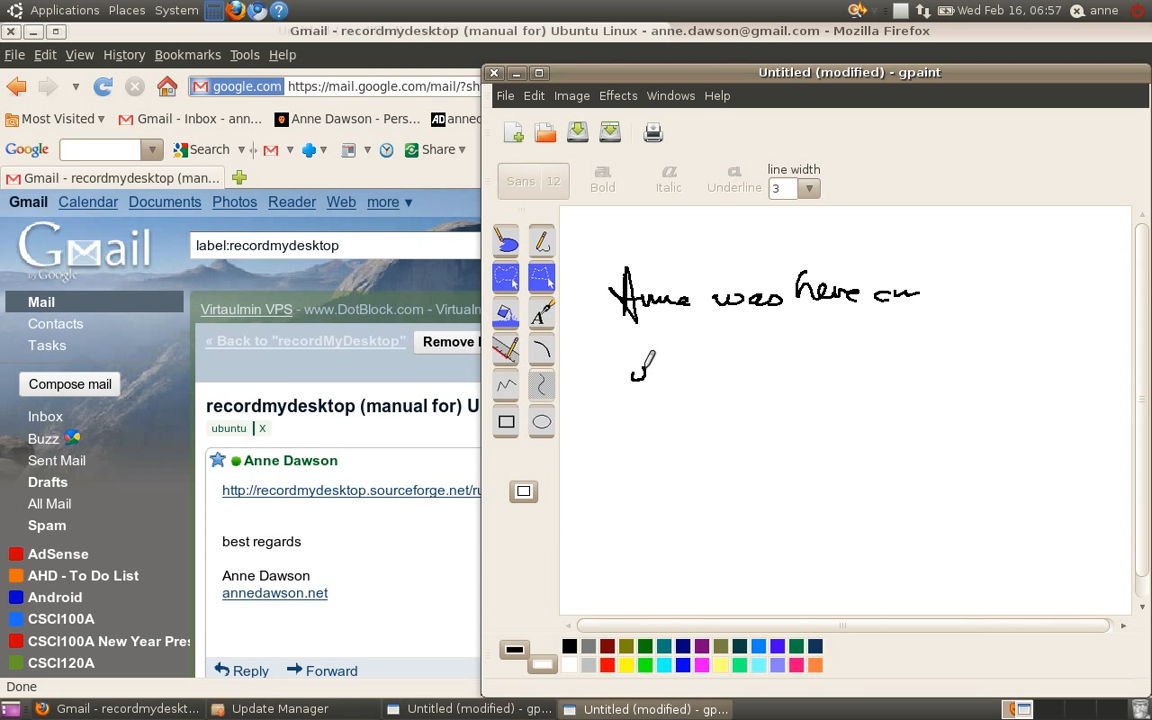 Applications Places System
Wed Feb 16, 06:57 anne
Gmail - recordmydesktop (manual for) Ubuntu Linux - anne.dawson@gmail.com - Mozilla Firefox
File Edit View History Bookmarks Tools Help
google.com https://mail.google.com/mail/?sh
Most Visited Gmail - Inbox - ann... Anne Dawson - Pers... AD anned
Google Search Share
Gmail - recordmydesktop (man...
Gmail Calendar Documents Photos Reader Web more
Gmail
by Google
label:recordmydesktop
Mail
Contacts
Tasks
Compose mail
Inbox
Buzz
Sent Mail
Drafts
All Mail
Spam
AdSense
AHD - To Do List
Android
CSCI100A
CSCI100A New Year Pres
CSCI120A
Virtaulmin VPS - www.DotBlock.com - Virtualn
« Back to "recordMyDesktop" Remove l
recordmydesktop (manual for) U
ubuntu X
Anne Dawson
http://recordmydesktop.sourceforge.net/ru
best regards
Anne Dawson
annedawson.net
Reply Forward
Done
Untitled (modified) - gpaint
File Edit Image Effects Windows Help
Sans 12 Bold Italic Underline line width
3
Anne was here on
Gmail - recordmydeskt... Update Manager Untitled (modified) - gp... Untitled (modified) - gp...